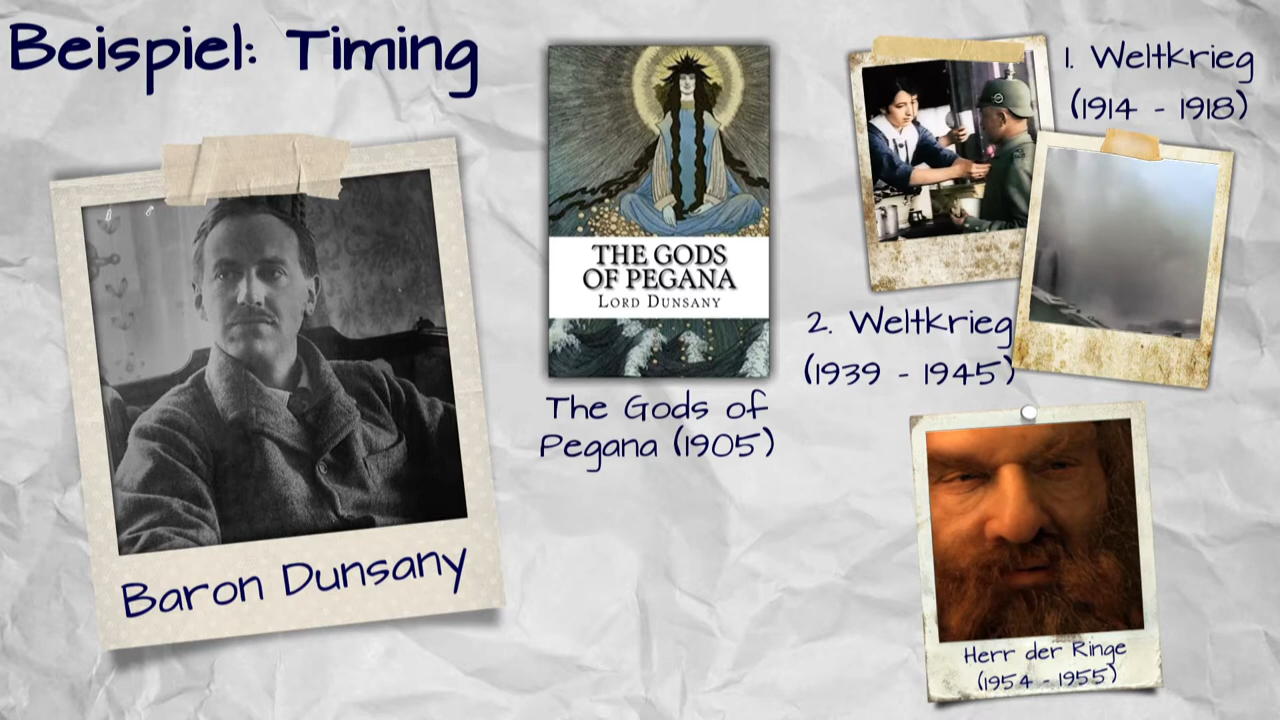 Beispiel: Timing
Baron Dunsany
THE GODS
OF PEGANA
LORD DUNSANY
The Gods of
Pegana (1905)
1. Weltkrieg
(1914 - 1918)
2. Weltkrieg
(1939 - 1945)
Herr der Ringe
(1954 - 1955)